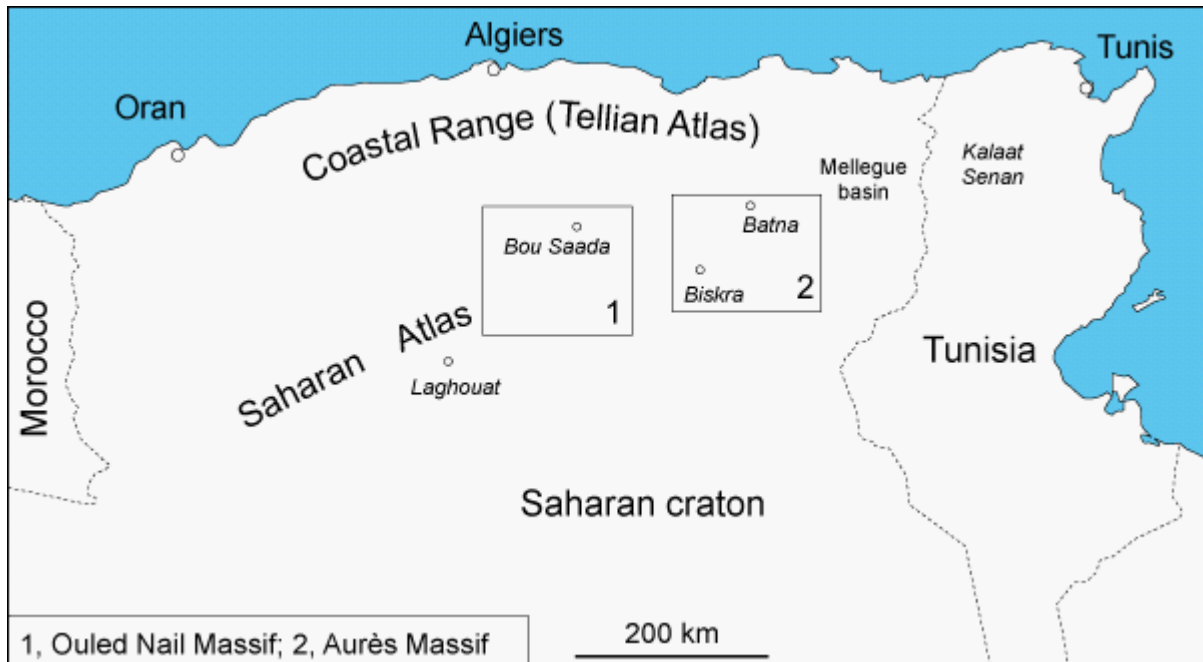 Algiers
Tunis
Oran
Coastal Range (Tellian Atlas)
Mellegue
basin
Kalaat
Senan
Bou Saada
Batna
Biskra
1
2
Morocco
Saharan Atlas
Laghouat
Tunisia
Saharan craton
1, Ouled Nail Massif; 2, Aurès Massif
200 km